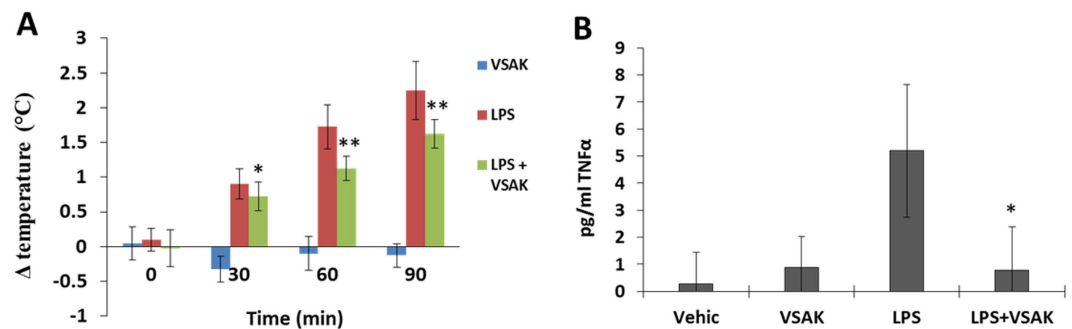 A
Δ temperature (°C)
3
2.5
2
1.5
1
0.5
0
-0.5
-1
0
30
60
90
*
**
**
Time (min)
VSAK
LPS
LPS +
VSAK
B
pg/ml TNFα
9
8
7
6
5
4
3
2
1
0
*
Vehic
VSAK
LPS
LPS+VSAK